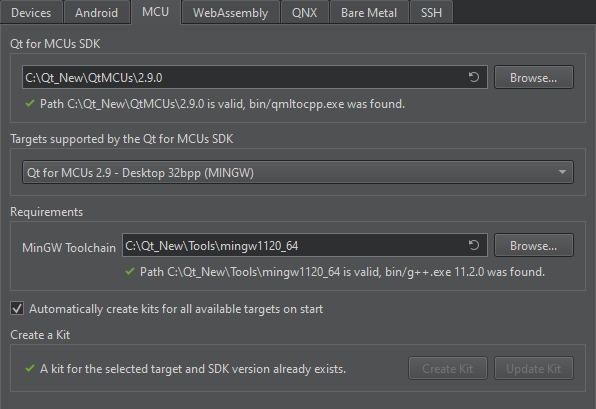 Devices Android MCU WebAssembly QNX Bare Metal SSH
Qt for MCUs SDK
C:\Qt_New\QtMCUs\2.9.0 Browse...
Path C:\Qt_New\QtMCUs\2.9.0 is valid, bin/qmltocpp.exe was found.
Targets supported by the Qt for MCUs SDK
Qt for MCUs 2.9 - Desktop 32bpp (MINGW)
Requirements
MinGW Toolchain C:\Qt_New\Tools\mingw1120_64 Browse...
Path C:\Qt_New\Tools\mingw1120_64 is valid, bin/g++.exe 11.2.0 was found.
Automatically create kits for all available targets on start
Create a Kit
A kit for the selected target and SDK version already exists. Create Kit Update Kit